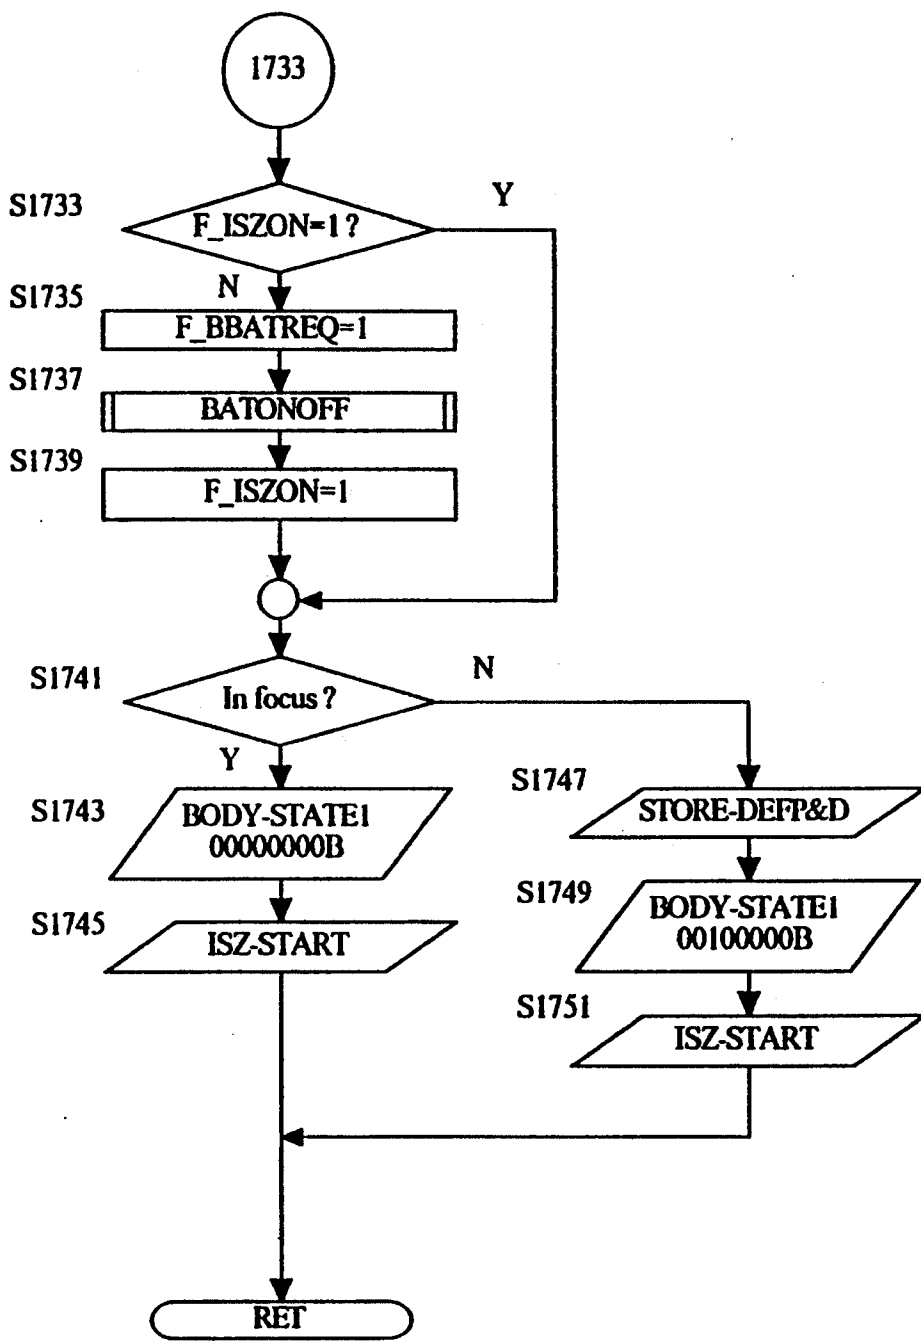 1733
S1733
F_ISZON=1?
Y
N
S1735
F_BBATREQ=1
S1737
BATONOFF
S1739
F_ISZON=1
S1741
In focus?
N
Y
S1743
BODY-STATE1
00000000B
S1745
ISZ-START
S1747
STORE-DEFP&D
S1749
BODY-STATE1
00100000B
S1751
ISZ-START
RET